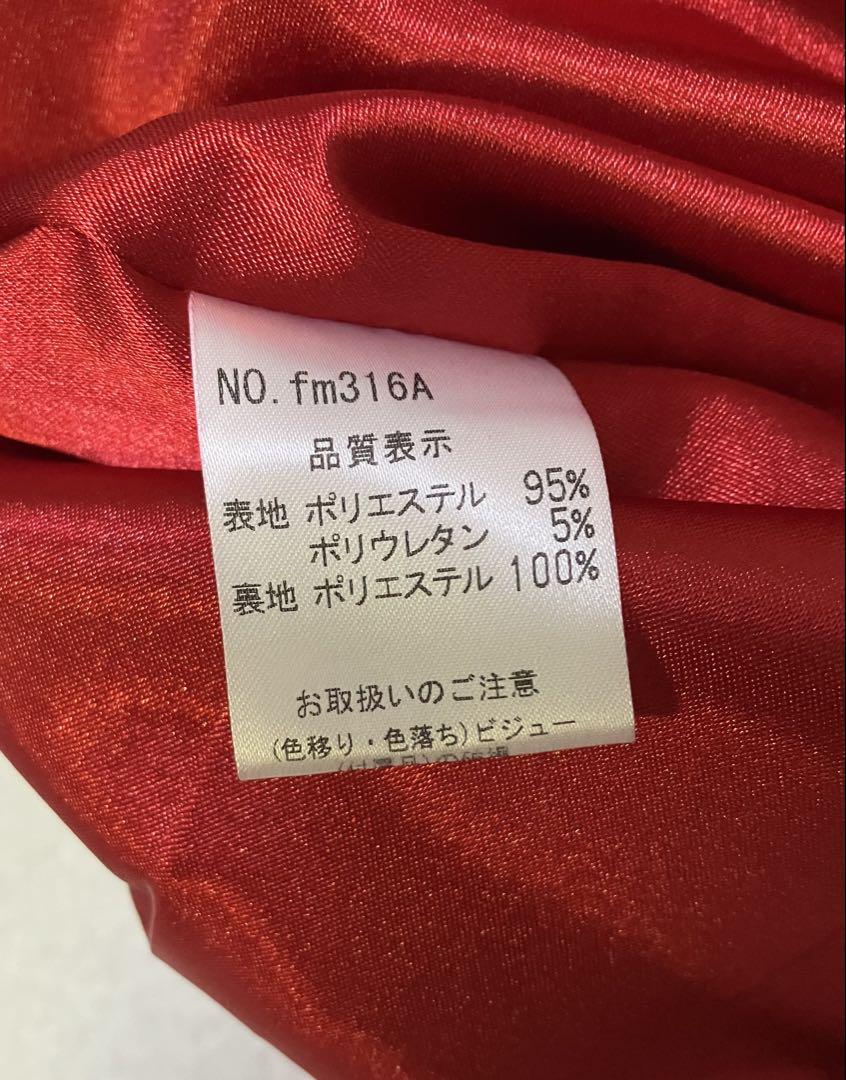 NO.fm316A
品質表示
表地 ポリエステル 95%
ポリウレタン 5%
裏地 ポリエステル 100%
お取扱いのご注意
(色移り・色落ち)ビジュー